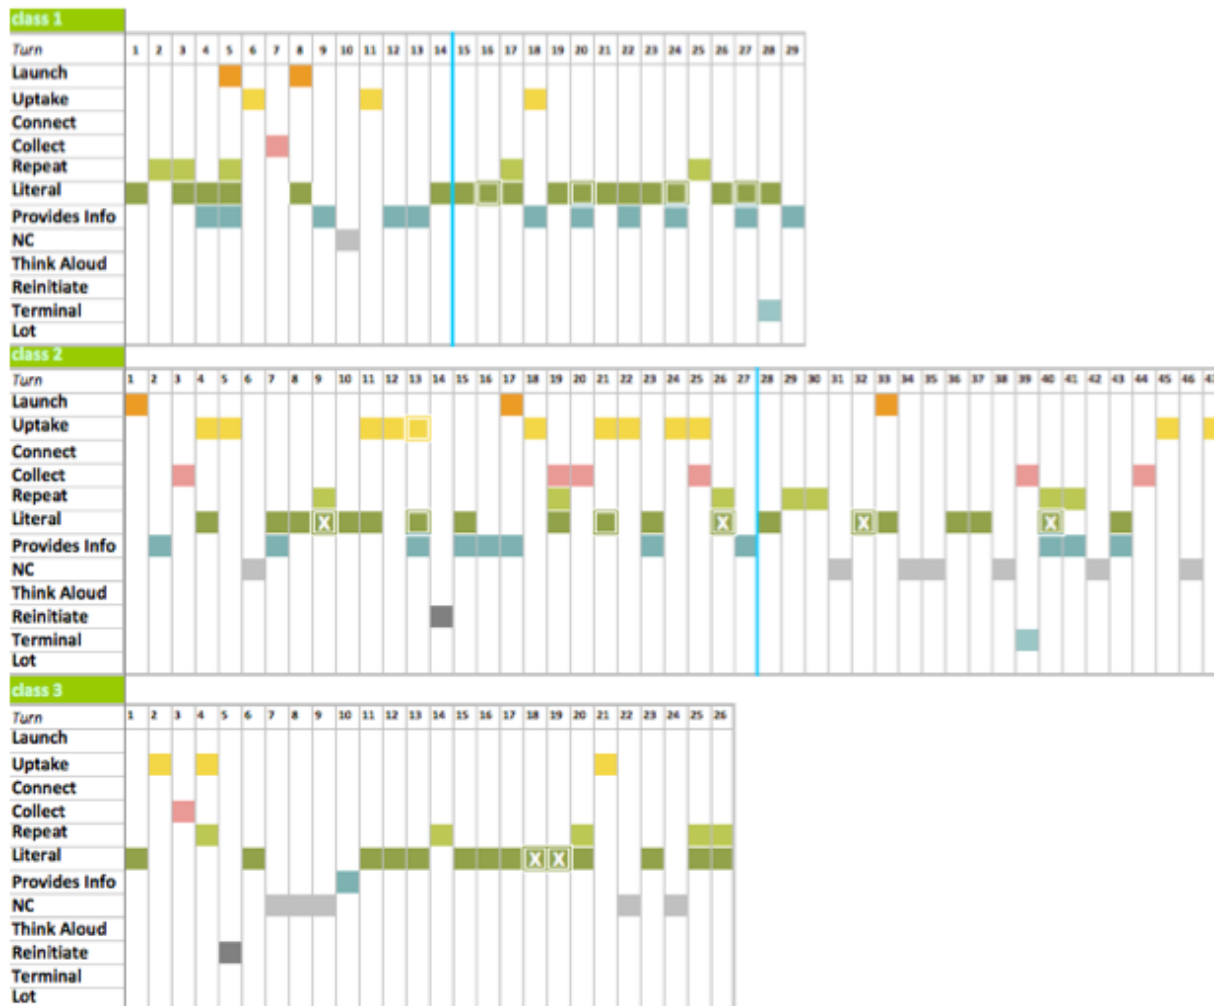 class 1
Turn 1 2 3 4 5 6 7 8 9 10 11 12 13 14 15 16 17 18 19 20 21 22 23 24 25 26 27 28 29
Launch
Uptake
Connect
Collect
Repeat
Literal
Provides Info
NC
Think Aloud
Reinitiate
Terminal
Lot
class 2
Turn 1 2 3 4 5 6 7 8 9 10 11 12 13 14 15 16 17 18 19 20 21 22 23 24 25 26 27 28 29 30 31 32 33 34 35 36 37 38 39 40 41 42 43 44 45 46
Launch
Uptake
Connect
Collect
Repeat
Literal X X X X
Provides Info
NC
Think Aloud
Reinitiate
Terminal
Lot
class 3
Turn 1 2 3 4 5 6 7 8 9 10 11 12 13 14 15 16 17 18 19 20 21 22 23 24 25 26
Launch
Uptake
Connect
Collect
Repeat
Literal X X
Provides Info
NC
Think Aloud
Reinitiate
Terminal
Lot